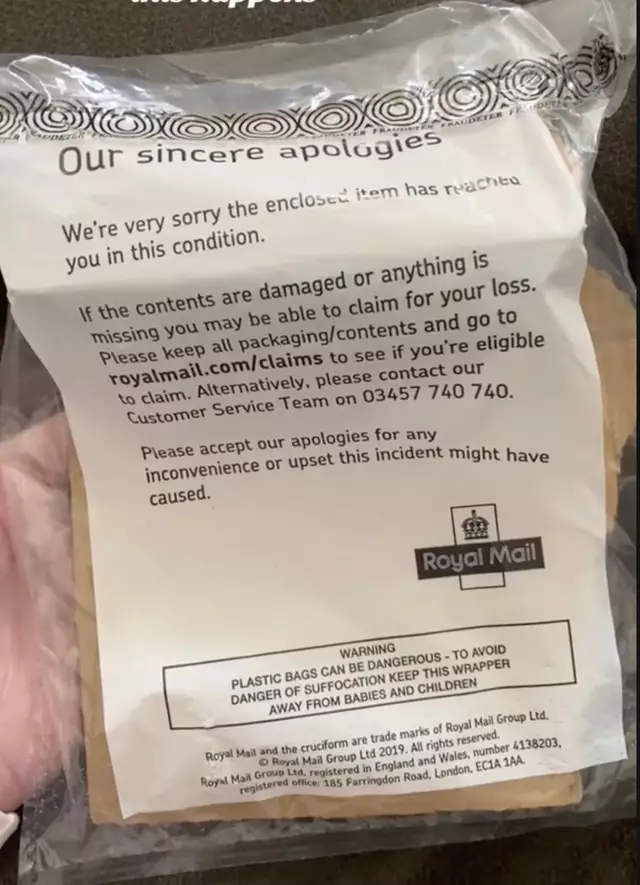 this happens
FRAUDETER FRAUDETER FRAUDETER
Our sincere apologies
We're very sorry the enclosed item has reached
you in this condition.
If the contents are damaged or anything is
missing you may be able to claim for your loss.
Please keep all packaging/contents and go to
royalmail.com/claims to see if you're eligible
to claim. Alternatively, please contact our
Customer Service Team on 03457 740 740.
Please accept our apologies for any
inconvenience or upset this incident might have
caused.
Royal Mail
WARNING
PLASTIC BAGS CAN BE DANGEROUS - TO AVOID
DANGER OF SUFFOCATION KEEP THIS WRAPPER
AWAY FROM BABIES AND CHILDREN
Royal Mail and the cruciform are trade marks of Royal Mail Group Ltd.
© Royal Mail Group Ltd 2019. All rights reserved.
Royal Mail Group Ltd, registered in England and Wales, number 4138203,
registered office: 185 Farringdon Road, London, EC1A 1AA.